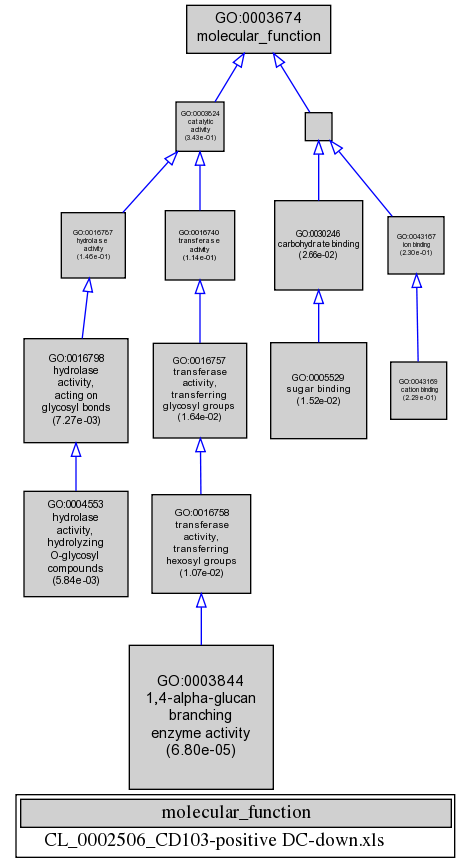 GO:0003674
molecular_function
GO:0003824
catalytic
activity
(3.43e-01)
GO:0016787
hydrolase
activity
(1.46e-01)
GO:0016740
transferase
activity
(1.14e-01)
GO:0030246
carbohydrate binding
(2.66e-02)
GO:0043167
ion binding
(2.30e-01)
GO:0016798
hydrolase
activity,
acting on
glycosyl bonds
(7.27e-03)
GO:0016757
transferase
activity,
transferring
glycosyl groups
(1.64e-02)
GO:0005529
sugar binding
(1.52e-02)
GO:0043169
cation binding
(2.29e-01)
GO:0004553
hydrolase
activity,
hydrolyzing
O-glycosyl
compounds
(5.84e-03)
GO:0016758
transferase
activity,
transferring
hexosyl groups
(1.07e-02)
GO:0003844
1,4-alpha-glucan
branching
enzyme activity
(6.80e-05)
molecular_function
CL_0002506_CD103-positive DC-down.xls